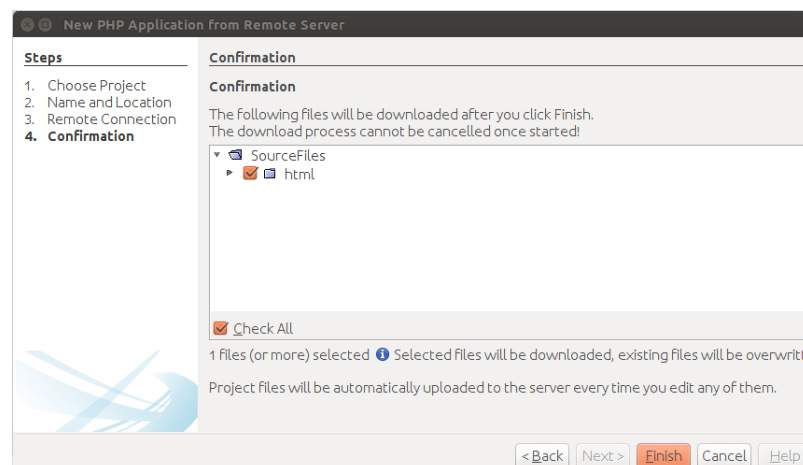 New PHP Application from Remote Server
Steps
1. Choose Project
2. Name and Location
3. Remote Connection
4. Confirmation
Confirmation
Confirmation
The following files will be downloaded after you click Finish.
The download process cannot be cancelled once started!
SourceFiles
html
Check All
1 files (or more) selected Selected files will be downloaded, existing files will be overwritt
Project files will be automatically uploaded to the server every time you edit any of them.
< Back Next > Finish Cancel Help